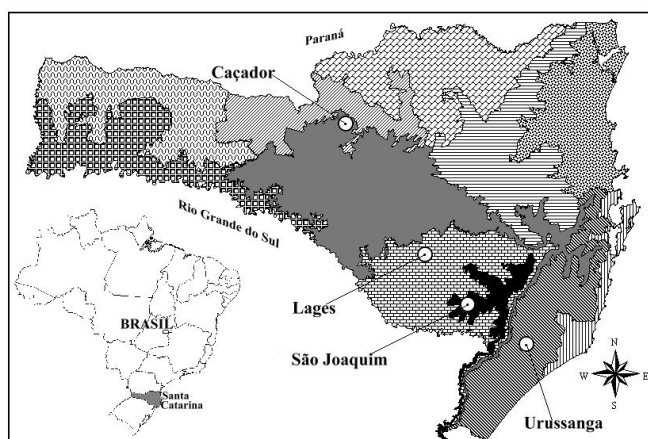 Paraná
Caçador
Rio Grande do Sul
Lages
BRASIL
São Joaquim
Santa
Catarina
Urussanga
N
W E
S